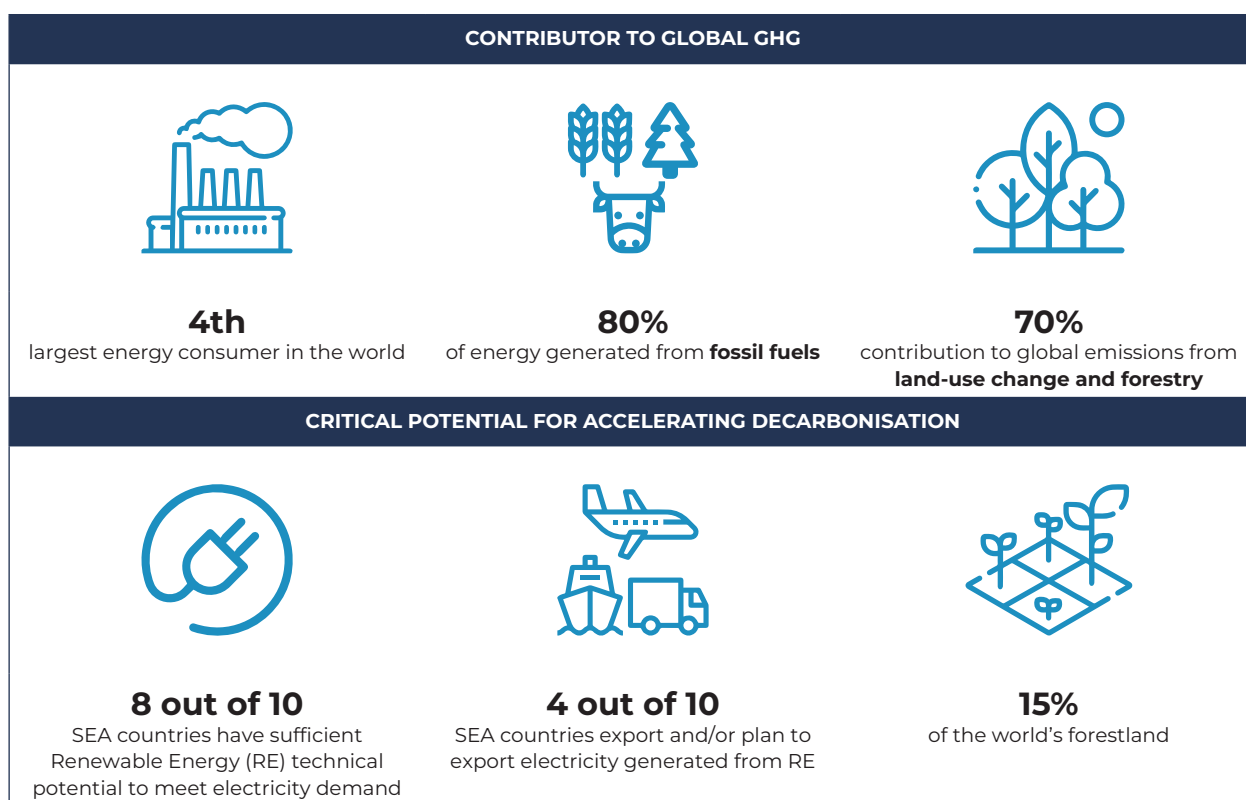 CONTRIBUTOR TO GLOBAL GHG
4th
largest energy consumer in the world
80%
of energy generated from fossil fuels
70%
contribution to global emissions from
land-use change and forestry
CRITICAL POTENTIAL FOR ACCELERATING DECARBONISATION
8 out of 10
SEA countries have sufficient
Renewable Energy (RE) technical
potential to meet electricity demand
4 out of 10
SEA countries export and/or plan to
export electricity generated from RE
15%
of the world's forestland